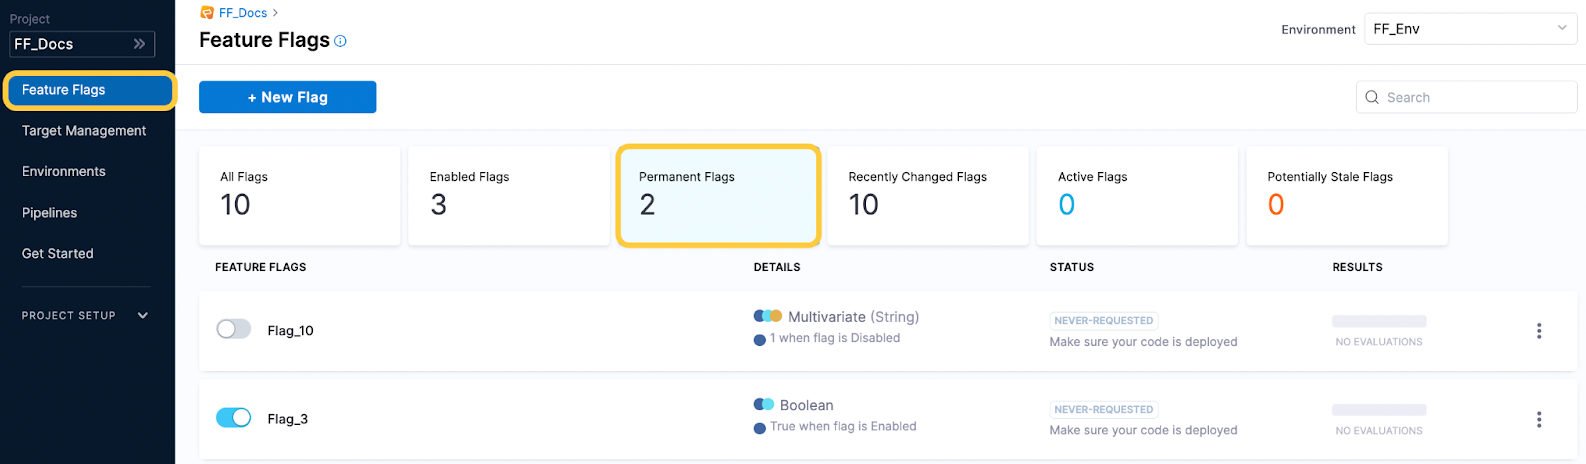 Project
FF_Docs
Feature Flags
Target Management
Environments
Pipelines
Get Started
PROJECT SETUP
FF_Docs >
Feature Flags
Environment FF_Env
+ New Flag
Search
All Flags
10
Enabled Flags
3
Permanent Flags
2
Recently Changed Flags
10
Active Flags
0
Potentially Stale Flags
0
FEATURE FLAGS DETAILS STATUS RESULTS
Flag_10
Multivariate (String)
1 when flag is Disabled
NEVER-REQUESTED
Make sure your code is deployed
NO EVALUATIONS
Flag_3
Boolean
True when flag is Enabled
NEVER-REQUESTED
Make sure your code is deployed
NO EVALUATIONS